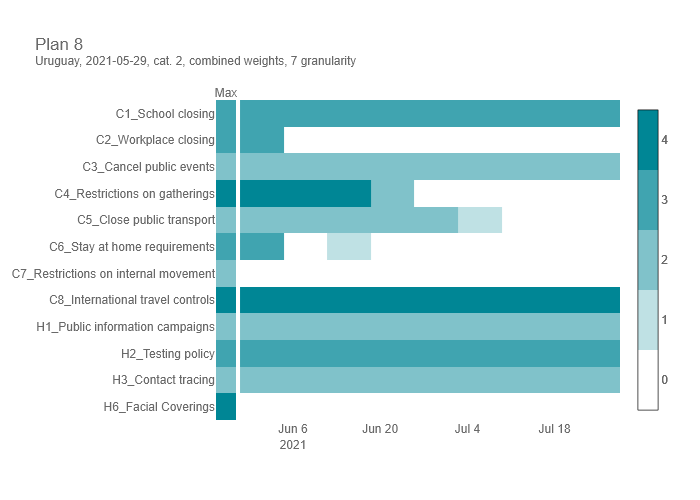 Plan 8
Uruguay, 2021-05-29, cat. 2, combined weights, 7 granularity
Max
C1_School closing
C2_Workplace closing
C3_Cancel public events
C4_Restrictions on gatherings
C5_Close public transport
C6_Stay at home requirements
C7_Restrictions on internal movement
C8_International travel controls
H1_Public information campaigns
H2_Testing policy
H3_Contact tracing
H6_Facial Coverings
4
3
2
1
0
Jun 6 Jun 20 Jul 4 Jul 18
2021